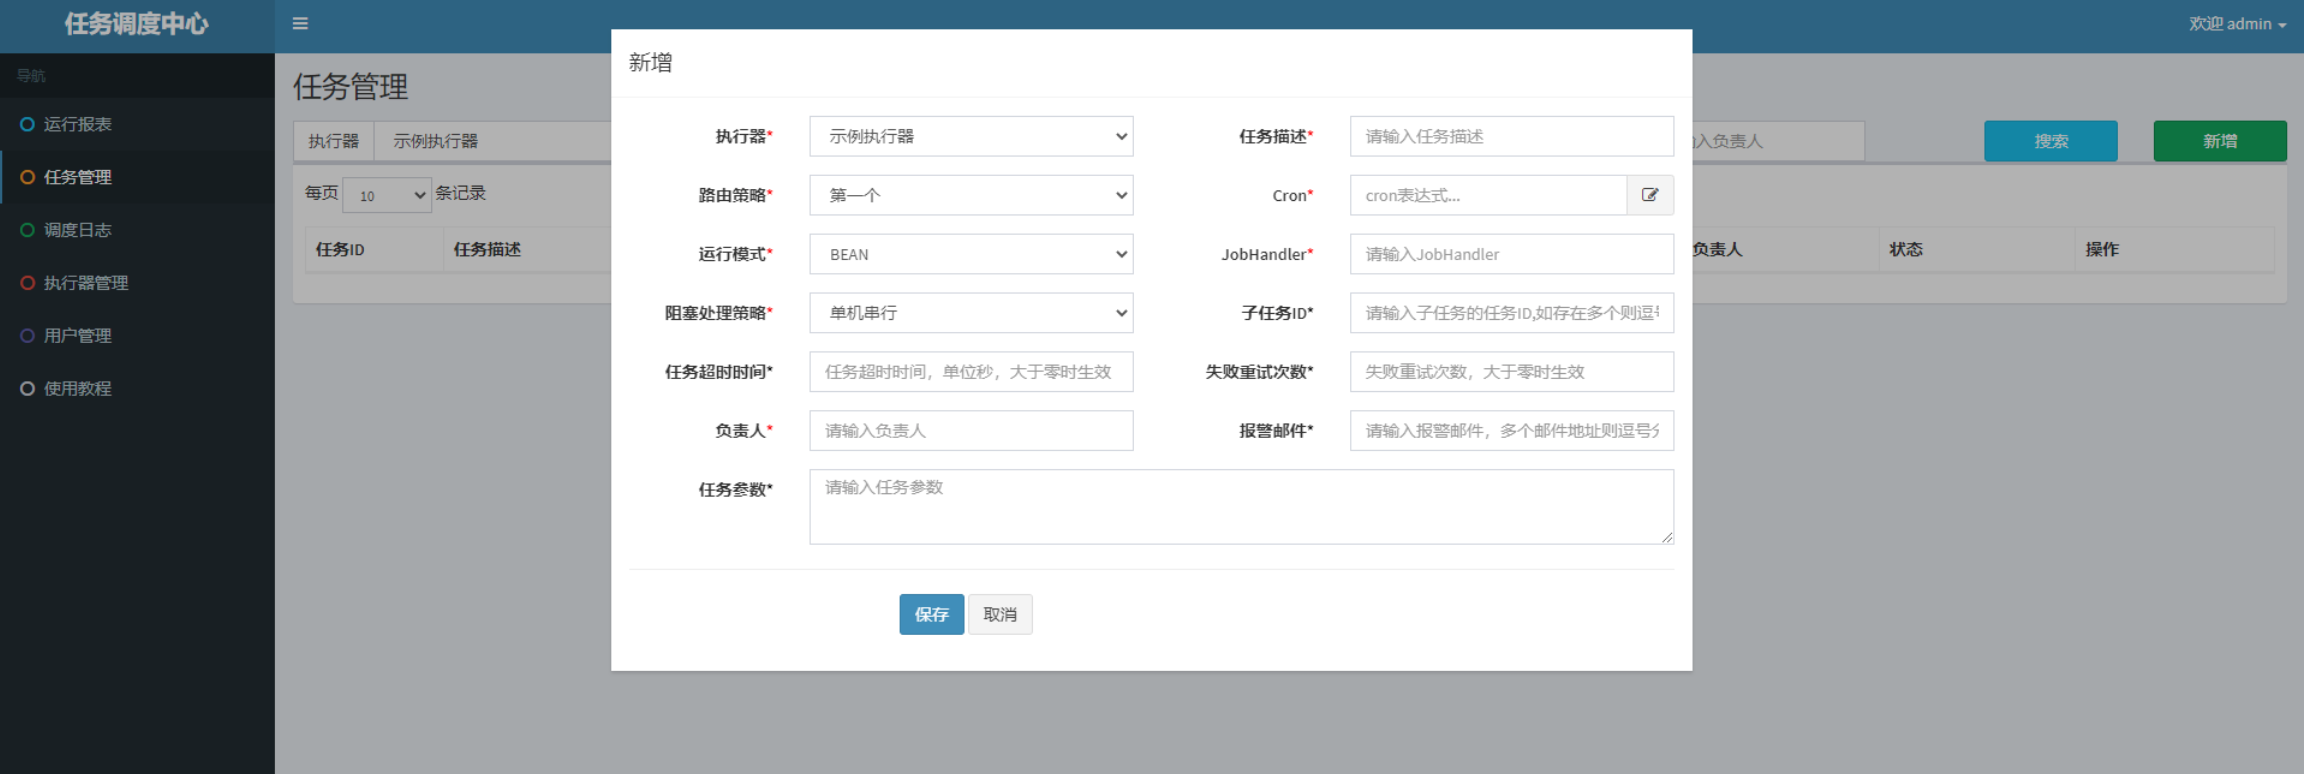 任务调度中心
欢迎 admin
导航
运行报表
任务管理
调度日志
执行器管理
用户管理
使用教程
任务管理
执行器 示例执行器
入负责人 搜索 新增
每页 10 条记录
任务ID 任务描述 负责人 状态 操作
新增
执行器* 示例执行器 任务描述* 请输入任务描述
路由策略* 第一个 Cron* cron表达式...
运行模式* BEAN JobHandler* 请输入JobHandler
阻塞处理策略* 单机串行 子任务ID* 请输入子任务的任务ID,如存在多个则逗
任务超时时间* 任务超时时间，单位秒，大于零时生效 失败重试次数* 失败重试次数，大于零时生效
负责人* 请输入负责人 报警邮件* 请输入报警邮件，多个邮件地址则逗号分
任务参数* 请输入任务参数
保存 取消